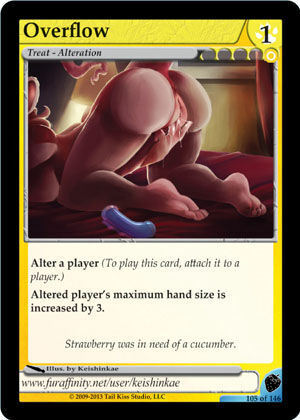 Overflow
1
Treat - Alteration
Alter a player (To play this card, attach it to a
player.)
Altered player's maximum hand size is
increased by 3.
Strawberry was in need of a cucumber.
Illus. by Keishinkae
www.furaffinity.net/user/keishinkae
© 2009-2013 Tail Kiss Studio, LLC
105 of 146